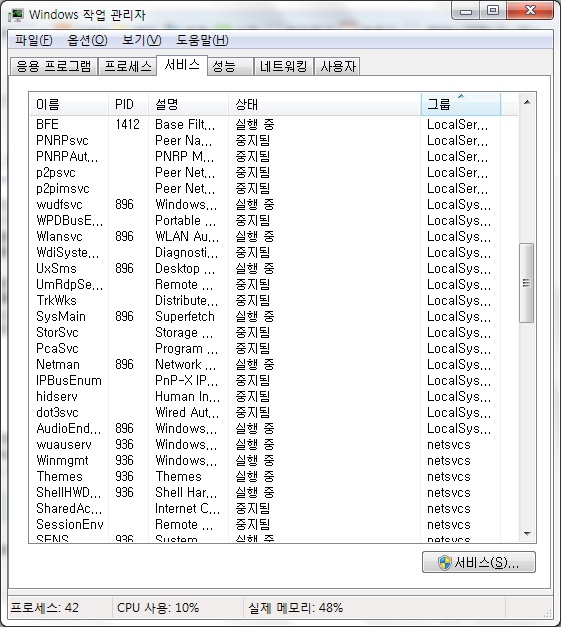 Windows 작업 관리자
파일(F) 옵션(O) 보기(V) 도움말(H)
응용 프로그램 프로세스 서비스 성능 네트워킹 사용자
이름 PID 설명 상태 그룹
BFE 1412 Base Filt... 실행 중 LocalSer...
PNRPsvc Peer Na... 중지됨 LocalSer...
PNRPAut... PNRP M... 중지됨 LocalSer...
p2psvc Peer Net... 중지됨 LocalSer...
p2pimsvc Peer Net... 중지됨 LocalSer...
wudfsvc 896 Windows... 실행 중 LocalSys...
WPDBusE... Portable ... 중지됨 LocalSys...
Wlansvc 896 WLAN Au... 실행 중 LocalSys...
WdiSyste... Diagnosti... 중지됨 LocalSys...
UxSms 896 Desktop ... 실행 중 LocalSys...
UmRdpSe... Remote ... 중지됨 LocalSys...
TrkWks Distribute... 중지됨 LocalSys...
SysMain 896 Superfetch 실행 중 LocalSys...
StorSvc Storage ... 중지됨 LocalSys...
PcaSvc Program ... 중지됨 LocalSys...
Netman 896 Network ... 실행 중 LocalSys...
IPBusEnum PnP-X IP... 중지됨 LocalSys...
hidserv Human In... 중지됨 LocalSys...
dot3svc Wired Aut... 중지됨 LocalSys...
AudioEnd... 896 Windows... 실행 중 LocalSys...
wuauserv 936 Windows... 실행 중 netsvcs
Winmgmt 936 Windows... 실행 중 netsvcs
Themes 936 Themes 실행 중 netsvcs
ShellHWD... 936 Shell Har... 실행 중 netsvcs
SharedAc... Internet C... 중지됨 netsvcs
SessionEnv Remote ... 중지됨 netsvcs
SENS 936 System ... 실행 중 netsvcs
서비스(S)...
프로세스: 42 CPU 사용: 10% 실제 메모리: 48%